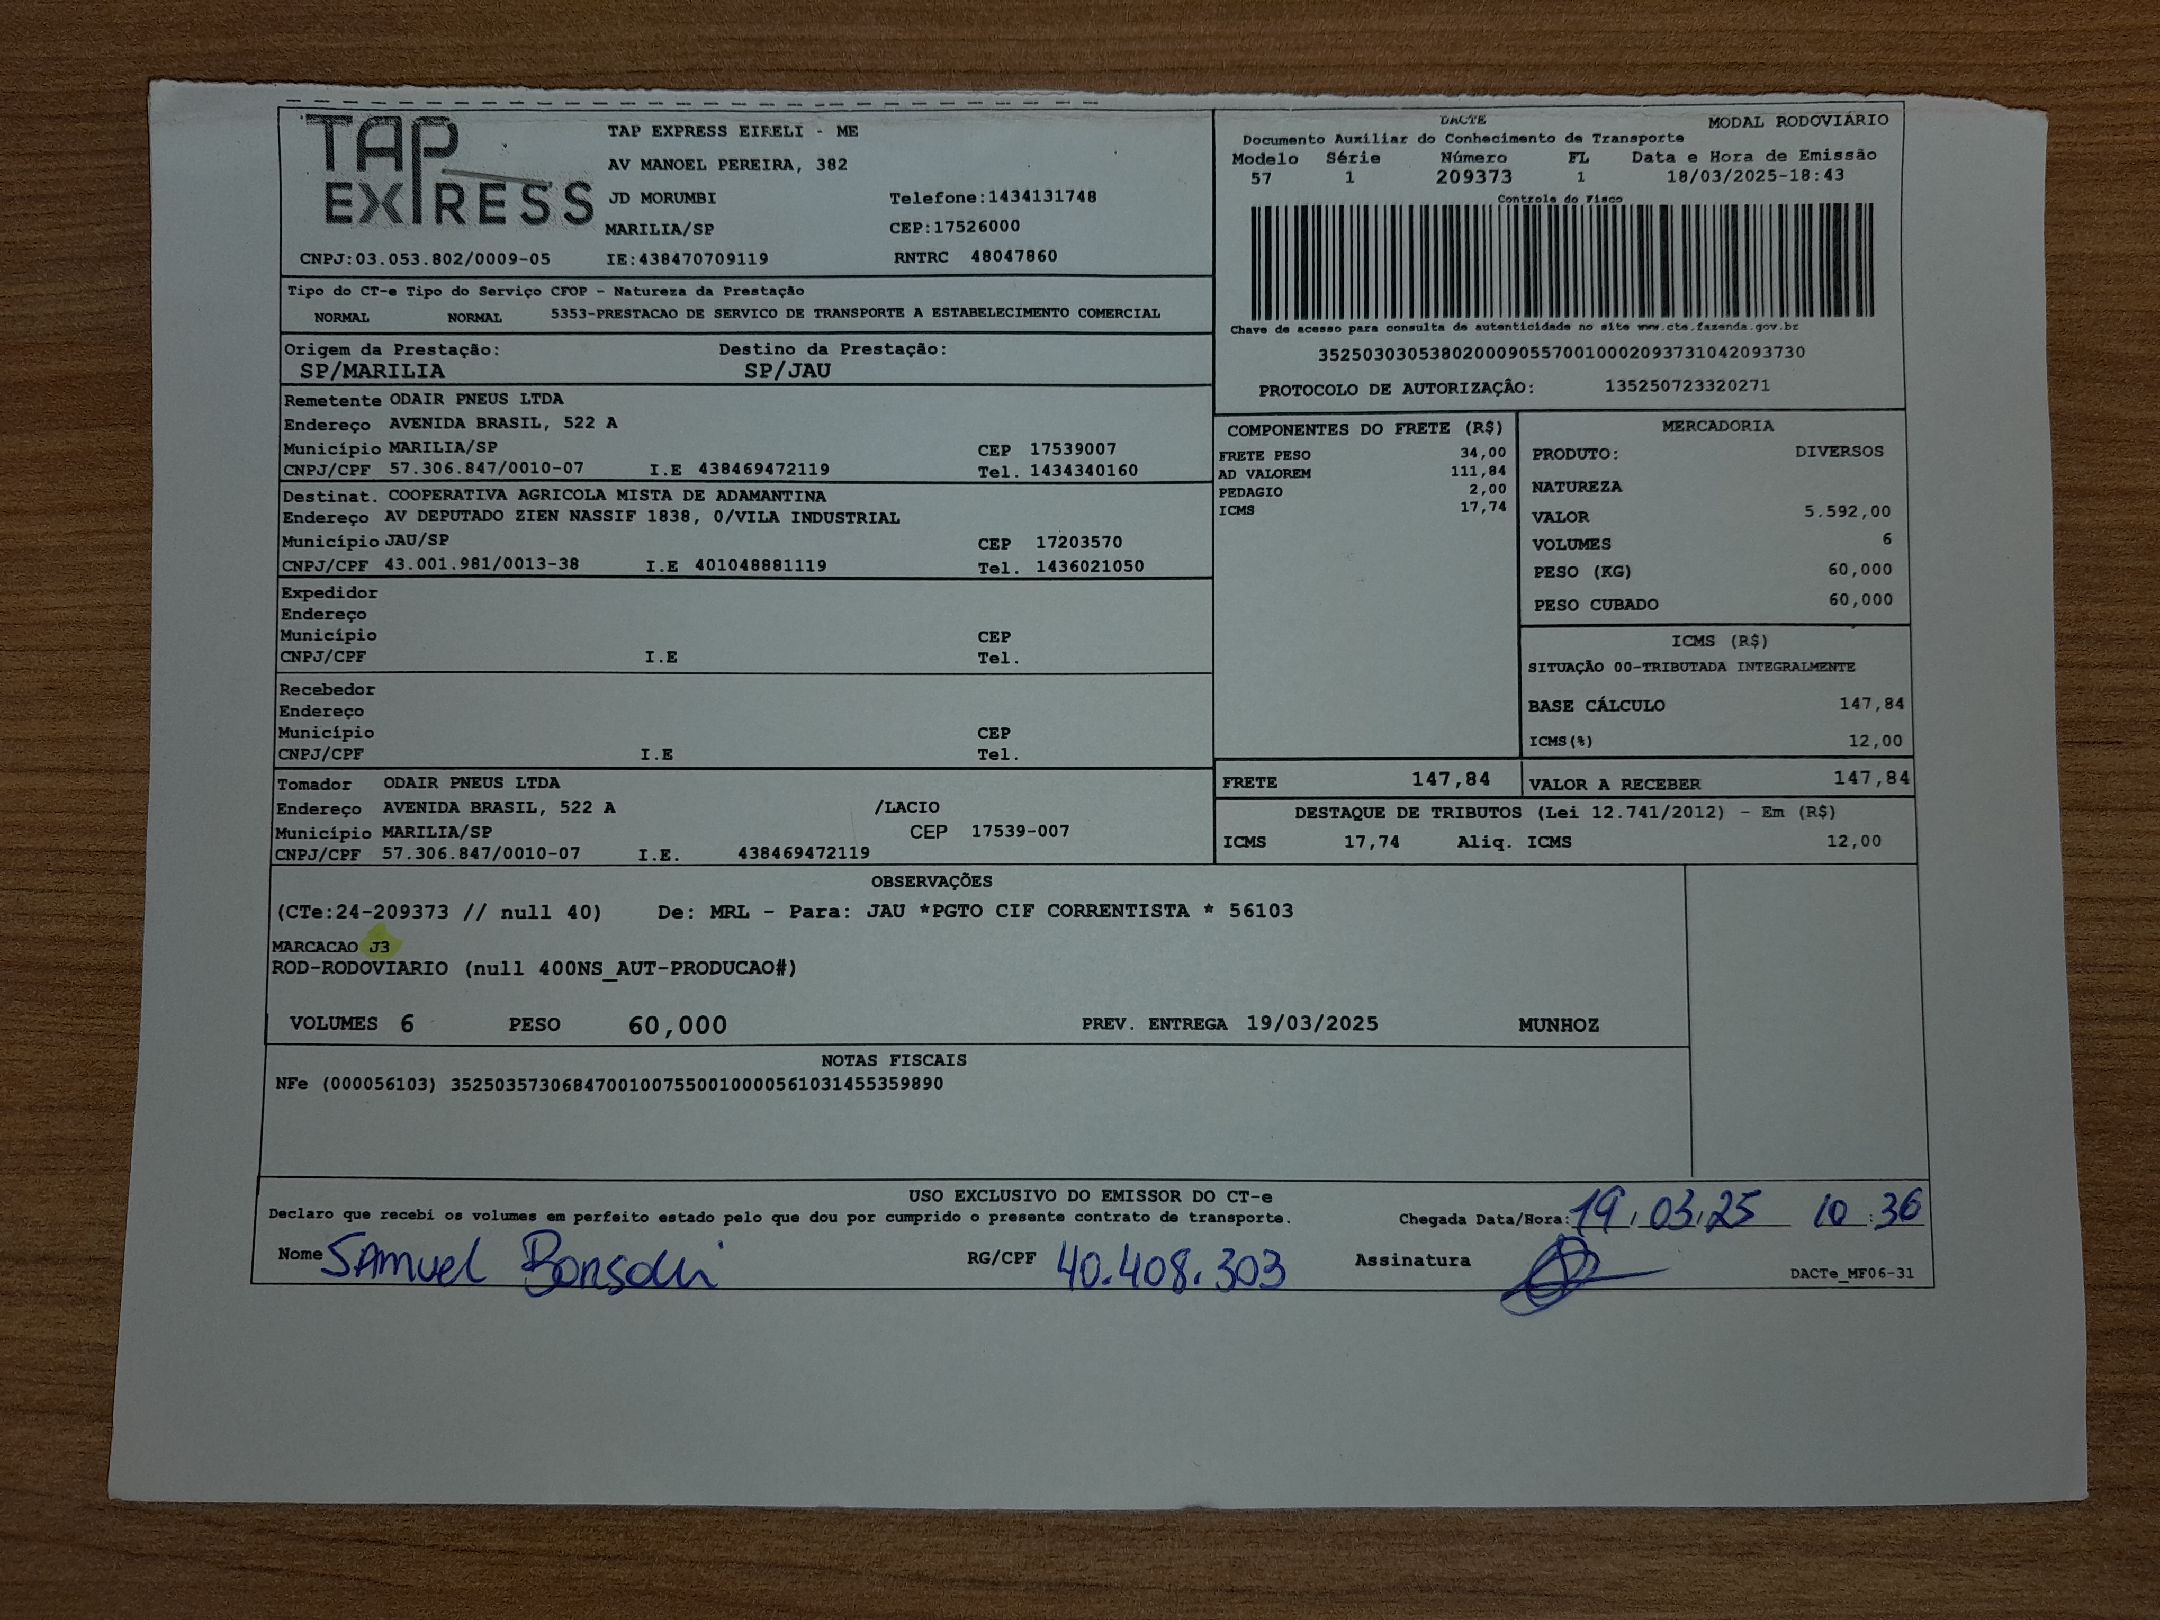 TAP EXPRESS
TAP EXPRESS EIRELI - ME
AV MANOEL PEREIRA, 382
JD MORUMBI Telefone:1434131748
MARILIA/SP CEP:17526000
CNPJ:03.053.802/0009-05 IE:438470709119 RNTRC 48047860
DACTE MODAL RODOVIÁRIO
Documento Auxiliar do Conhecimento de Transporte
Modelo Série Número FL Data e Hora de Emissão
57 1 209373 1 18/03/2025-18:43
Controle do Fisco
Chave de acesso para consulta de autenticidade no site www.cte.fazenda.gov.br
35250303053802000905570010002093731042093730
PROTOCOLO DE AUTORIZAÇÃO: 135250723320271
Tipo do CT-e Tipo do Serviço CFOP - Natureza da Prestação
NORMAL NORMAL 5353-PRESTACAO DE SERVICO DE TRANSPORTE A ESTABELECIMENTO COMERCIAL
Origem da Prestação: Destino da Prestação:
SP/MARILIA SP/JAU
Remetente ODAIR PNEUS LTDA
Endereço AVENIDA BRASIL, 522 A
Município MARILIA/SP CEP 17539007
CNPJ/CPF 57.306.847/0010-07 I.E 438469472119 Tel. 1434340160
Destinat. COOPERATIVA AGRICOLA MISTA DE ADAMANTINA
Endereço AV DEPUTADO ZIEN NASSIF 1838, 0/VILA INDUSTRIAL
Município JAU/SP CEP 17203570
CNPJ/CPF 43.001.981/0013-38 I.E 401048881119 Tel. 1436021050
Expedidor
Endereço
Município CEP
CNPJ/CPF I.E Tel.
Recebedor
Endereço
Município CEP
CNPJ/CPF I.E Tel.
Tomador ODAIR PNEUS LTDA
Endereço AVENIDA BRASIL, 522 A /LACIO
Município MARILIA/SP CEP 17539-007
CNPJ/CPF 57.306.847/0010-07 I.E. 438469472119
COMPONENTES DO FRETE (R$)
FRETE PESO 34,00
AD VALOREM 111,84
PEDAGIO 2,00
ICMS 17,74
MERCADORIA
PRODUTO: DIVERSOS
NATUREZA
VALOR 5.592,00
VOLUMES 6
PESO (KG) 60,000
PESO CUBADO 60,000
ICMS (R$)
SITUAÇÃO 00-TRIBUTADA INTEGRALMENTE
BASE CÁLCULO 147,84
ICMS(%) 12,00
FRETE 147,84 VALOR A RECEBER 147,84
DESTAQUE DE TRIBUTOS (Lei 12.741/2012) - Em (R$)
ICMS 17,74 Aliq. ICMS 12,00
OBSERVAÇÕES
(CTe:24-209373 // null 40) De: MRL - Para: JAU *PGTO CIF CORRENTISTA * 56103
MARCACAO J3
ROD-RODOVIARIO (null 400NS_AUT-PRODUCAO#)
VOLUMES 6 PESO 60,000 PREV. ENTREGA 19/03/2025 MUNHOZ
NOTAS FISCAIS
NFe (000056103) 35250357306847001007550010000561031455359890
USO EXCLUSIVO DO EMISSOR DO CT-e
Declaro que recebi os volumes em perfeito estado pelo que dou por cumprido o presente contrato de transporte. Chegada Data/Hora: 19.03.25 10:36
Nome Samuel RG/CPF 40.408.303 Assinatura
DACTe_MF06-31